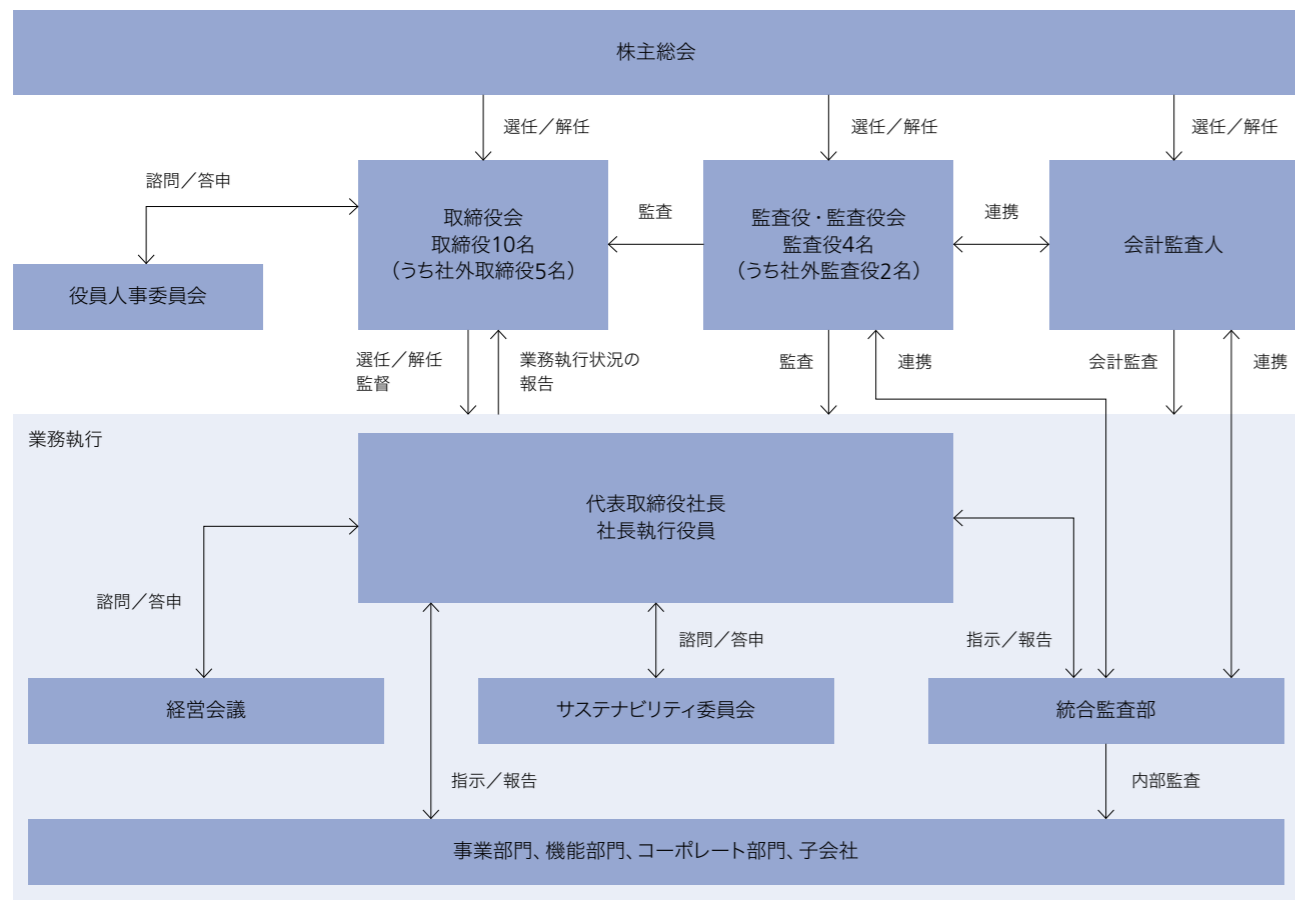 株主総会
選任／解任
選任／解任
選任／解任
諮問／答申
取締役会
取締役10名
（うち社外取締役5名）
監査
監査役・監査役会
監査役4名
（うち社外監査役2名）
連携
会計監査人
役員人事委員会
選任／解任
監督
業務執行状況の
報告
監査
連携
会計監査
連携
業務執行
代表取締役社長
社長執行役員
諮問／答申
諮問／答申
指示／報告
経営会議
サステナビリティ委員会
統合監査部
指示／報告
内部監査
事業部門、機能部門、コーポレート部門、子会社